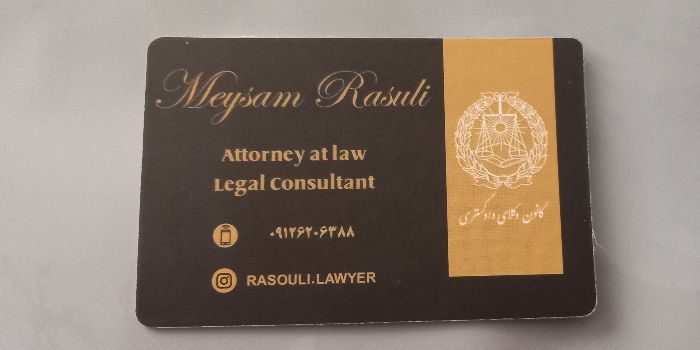 Meysam Rasuli
Attorney at law
Legal Consultant
۰۹۱۲۶۲۰۶۳۸۸
RASOULI.LAWYER
کانون وکلای دادگستری